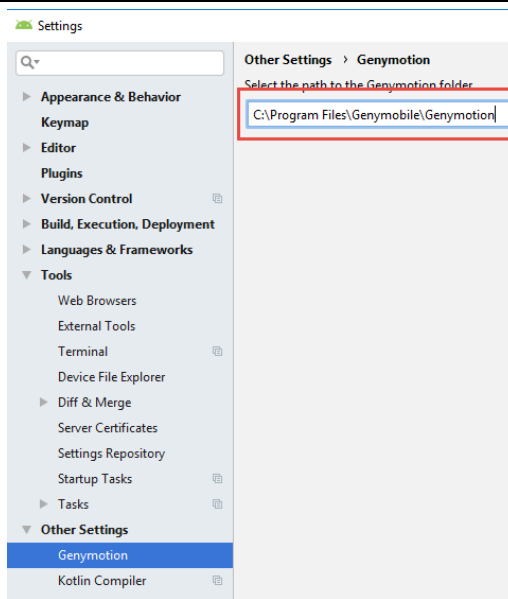 Settings
Other Settings › Genymotion
Select the path to the Genymotion folder
C:\Program Files\Genymobile\Genymotion
Appearance & Behavior
Keymap
Editor
Plugins
Version Control
Build, Execution, Deployment
Languages & Frameworks
Tools
Web Browsers
External Tools
Terminal
Device File Explorer
Diff & Merge
Server Certificates
Settings Repository
Startup Tasks
Tasks
Other Settings
Genymotion
Kotlin Compiler